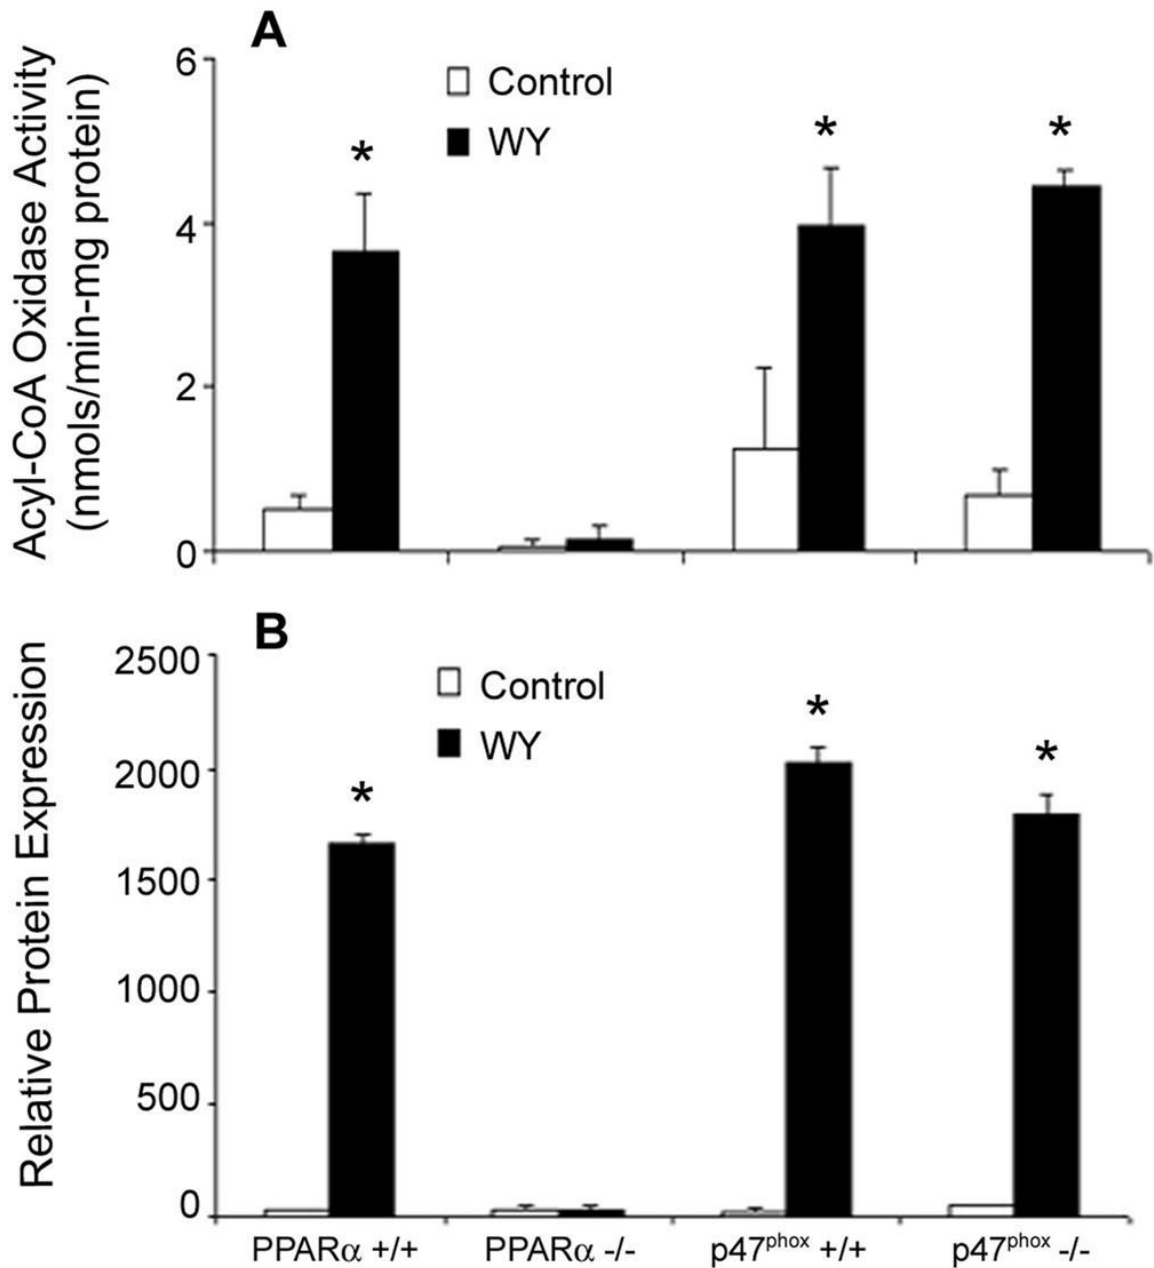 A
Acyl-CoA Oxidase Activity
(nmols/min-mg protein)
6
4
2
0
Control
WY
*
*
*
B
Relative Protein Expression
2500
2000
1500
1000
500
0
Control
WY
*
*
*
PPARα +/+
PPARα -/-
p47phox +/+
p47phox -/-